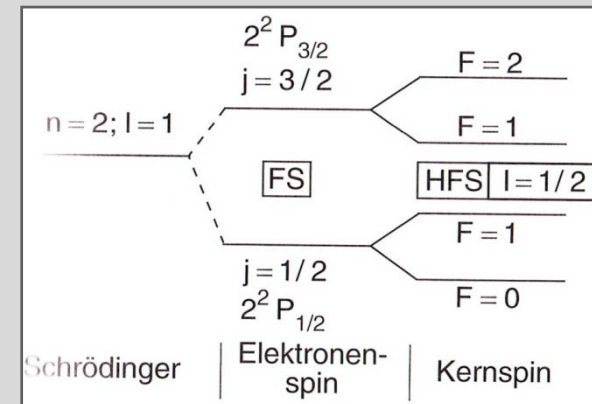 2² P₃/₂
j = 3 / 2
n = 2; l = 1
F = 2
F = 1
FS
HFS I = 1/2
F = 1
j = 1/2
2² P₁/₂
F = 0
Schrödinger
Elektronen-
spin
Kernspin